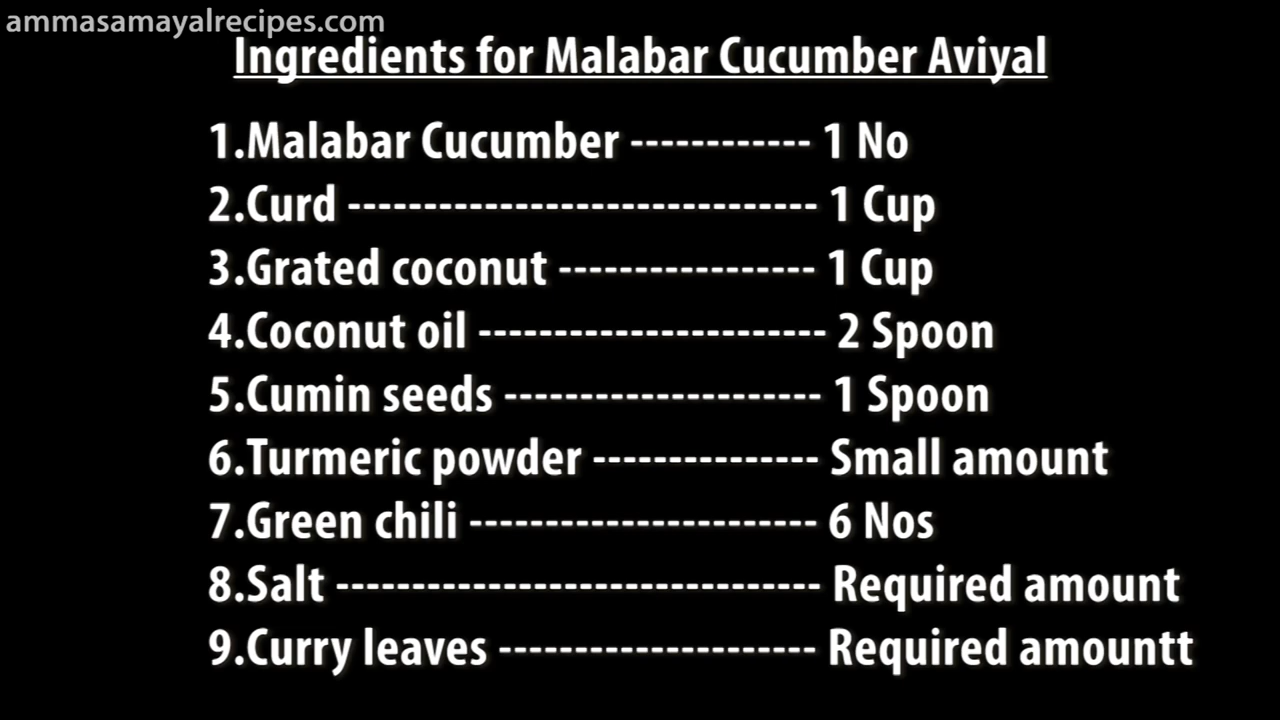 ammasamayalrecipes.com
Ingredients for Malabar Cucumber Aviyal
1.Malabar Cucumber ------------ 1 No
2.Curd ------------------------------- 1 Cup
3.Grated coconut ----------------- 1 Cup
4.Coconut oil ----------------------- 2 Spoon
5.Cumin seeds --------------------- 1 Spoon
6.Turmeric powder --------------- Small amount
7.Green chili ----------------------- 6 Nos
8.Salt -------------------------------- Required amount
9.Curry leaves --------------------- Required amountt